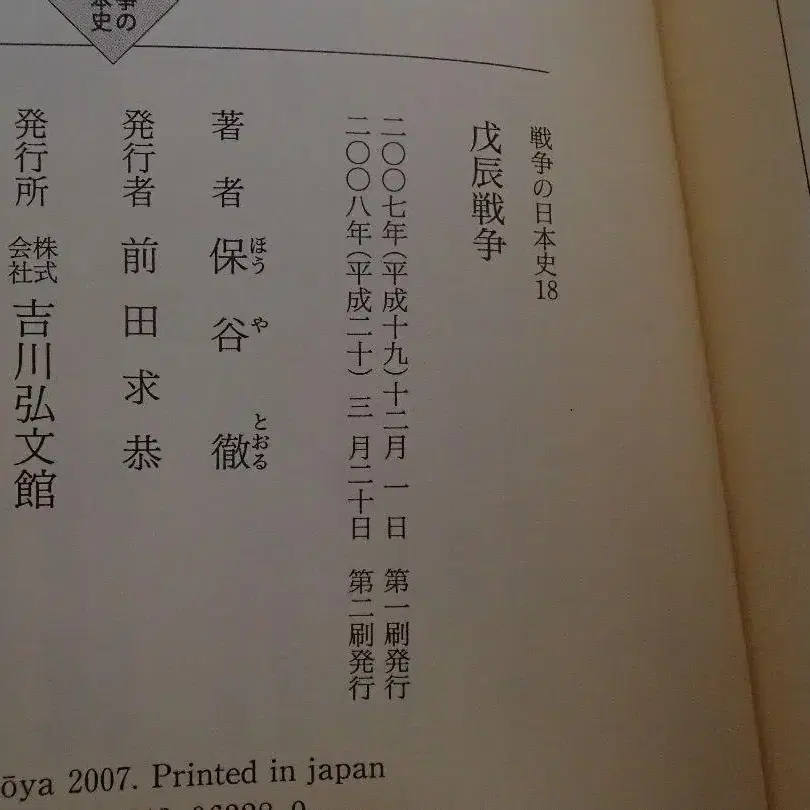 戦争の日本史18
戊辰戦争
二〇〇七年(平成十九)十二月 一日 第一刷発行
二〇〇八年(平成二十)三 月二十日 第二刷発行
著者 保谷 徹
ほうや とおる
発行者 前田求恭
発行所 株式会社 吉川弘文館
争の
本史
ōya 2007. Printed in japan